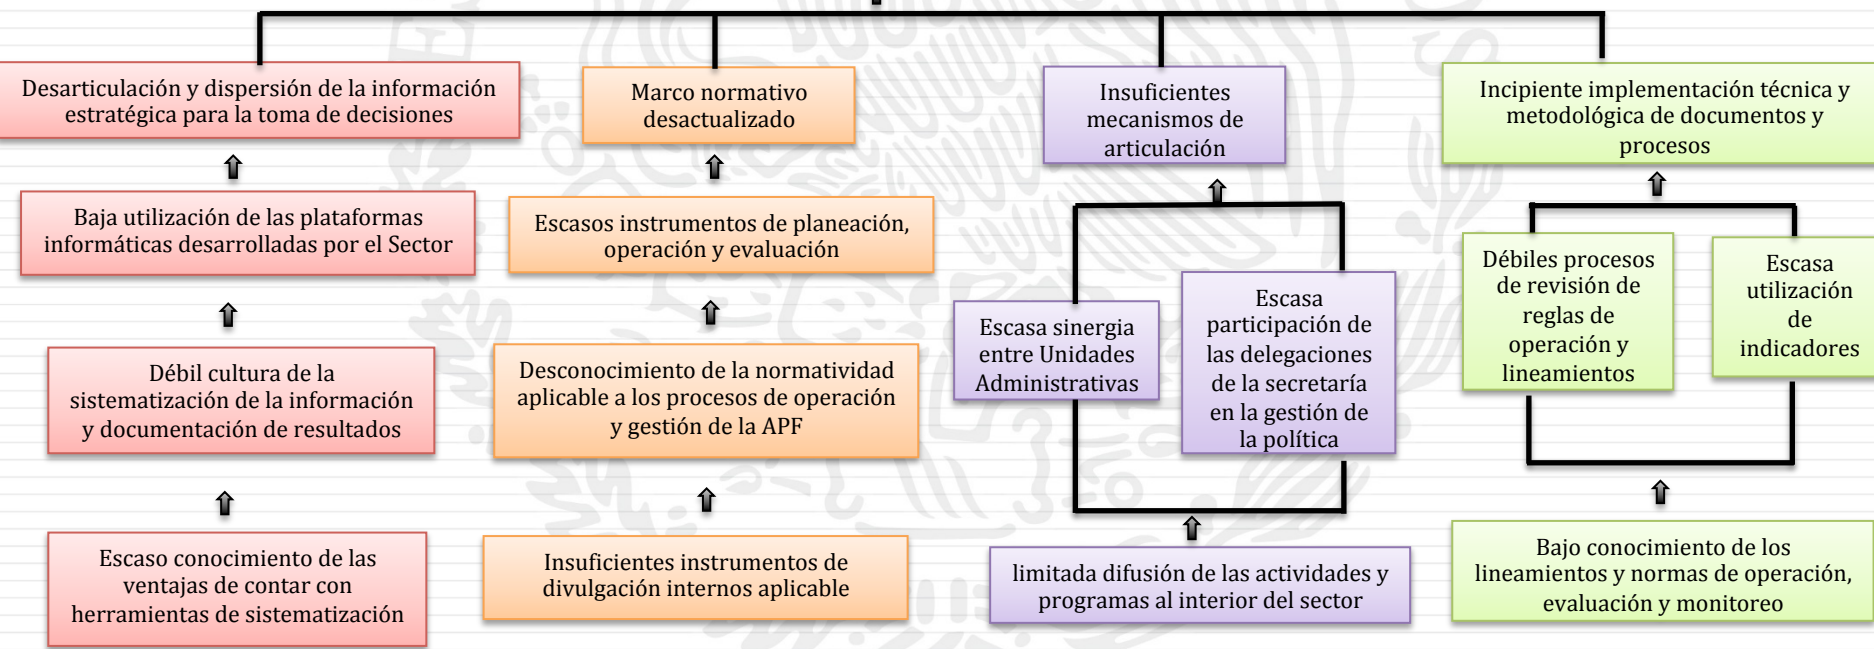 Desarticulación y dispersión de la información
estratégica para la toma de decisiones
Marco normativo
desactualizado
Insuficientes
mecanismos de
articulación
Incipiente implementación técnica y
metodológica de documentos y
procesos
Baja utilización de las plataformas
informáticas desarrolladas por el Sector
Escasos instrumentos de planeación,
operación y evaluación
Escasa sinergia
entre Unidades
Administrativas
Escasa
participación de
las delegaciones
de la secretaría
en la gestión de
la política
Débiles procesos
de revisión de
reglas de
operación y
lineamientos
Escasa
utilización
de
indicadores
Débil cultura de la
sistematización de la información
y documentación de resultados
Desconocimiento de la normatividad
aplicable a los procesos de operación
y gestión de la APF
Escaso conocimiento de las
ventajas de contar con
herramientas de sistematización
Insuficientes instrumentos de
divulgación internos aplicable
limitada difusión de las actividades y
programas al interior del sector
Bajo conocimiento de los
lineamientos y normas de operación,
evaluación y monitoreo